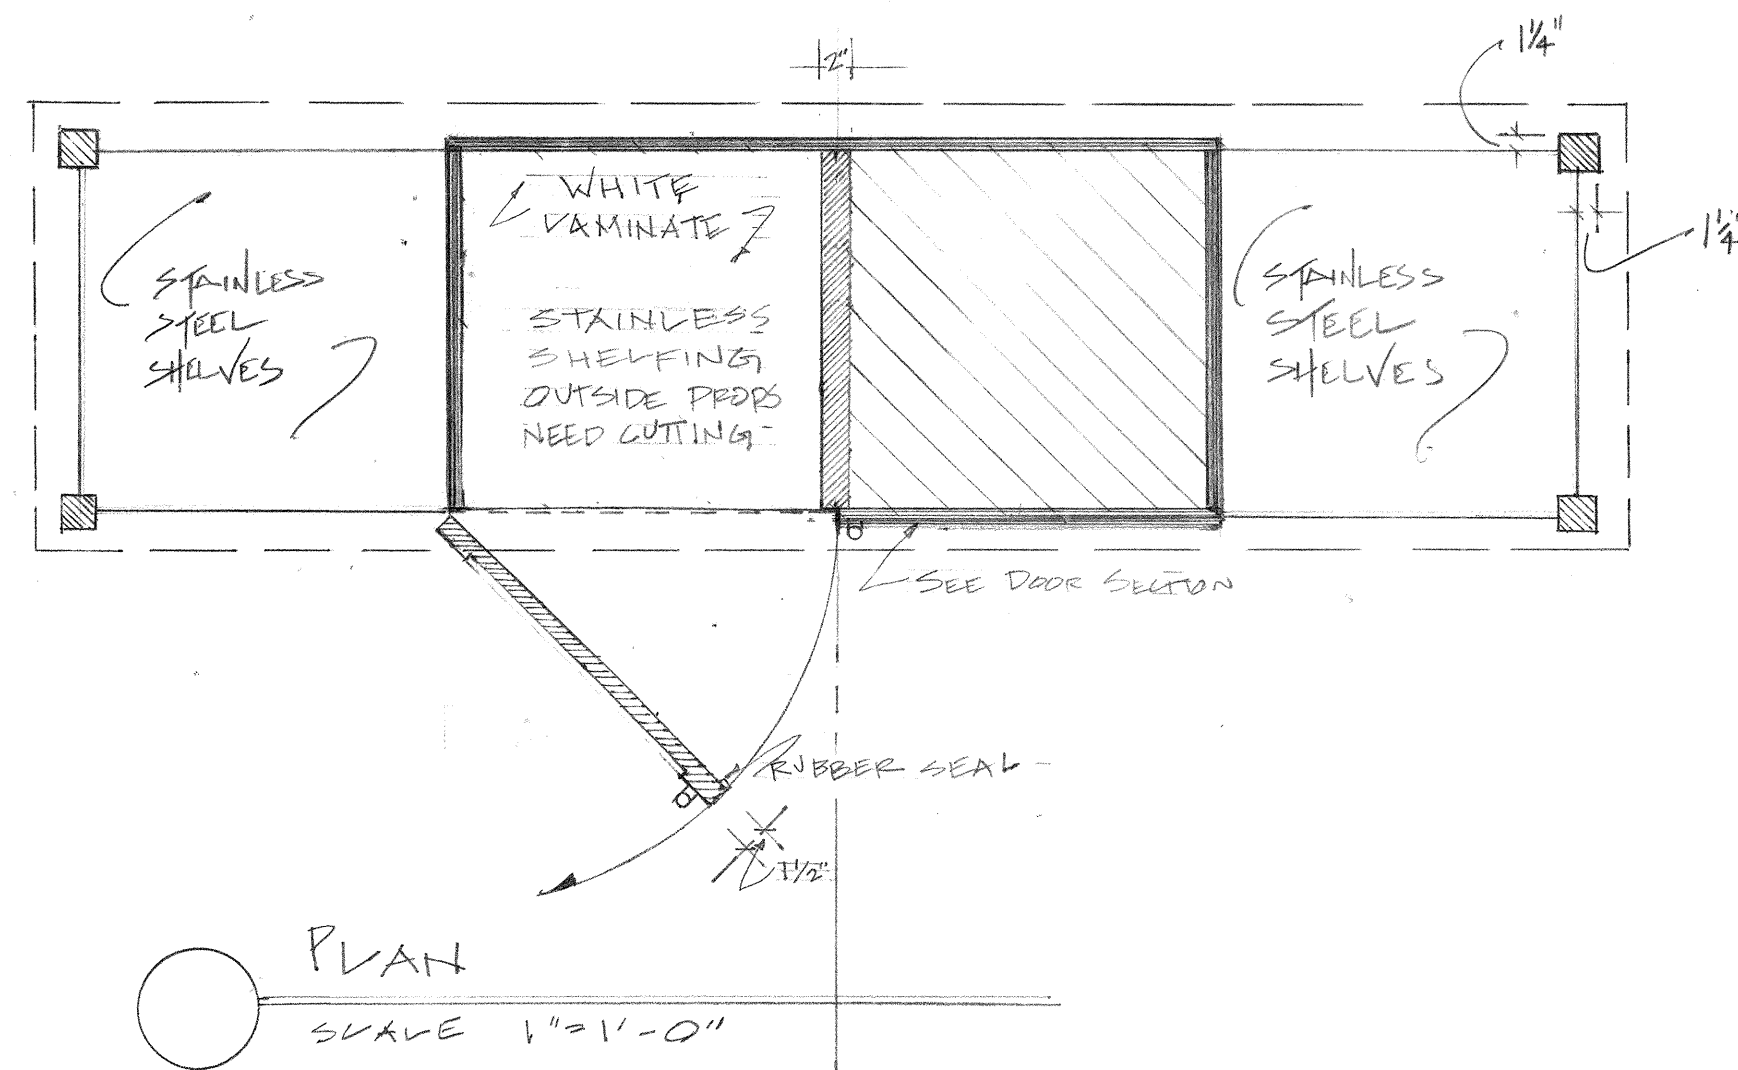 2"
1¼"
WHITE
LAMINATE
1¼"
STAINLESS
STEEL
SHELVES
STAINLESS
SHELFING
OUTSIDE PROPS
NEED CUTTING-
STAINLESS
STEEL
SHELVES
SEE DOOR SECTION
RUBBER SEAL-
1½"
PLAN
SCALE 1"=1'-0"